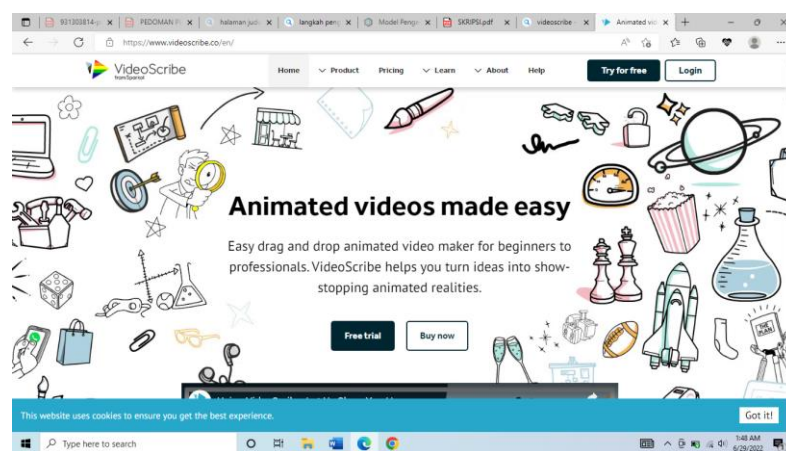 931303814-
PEDOMAN P
halaman judu
langkah peng
Model Penge
SKRIPSI.pdf
videoscribe -
Animated vid
https://www.videoscribe.co/en/
VideoScribe
from Sparkol
Home
Product
Pricing
Learn
About
Help
Try for free
Login
Animated videos made easy
Easy drag and drop animated video maker for beginners to
professionals. VideoScribe helps you turn ideas into show-
stopping animated realities.
Free trial
Buy now
THE
PLAN
This website uses cookies to ensure you get the best experience.
Got it!
Type here to search
1:48 AM
6/29/2022